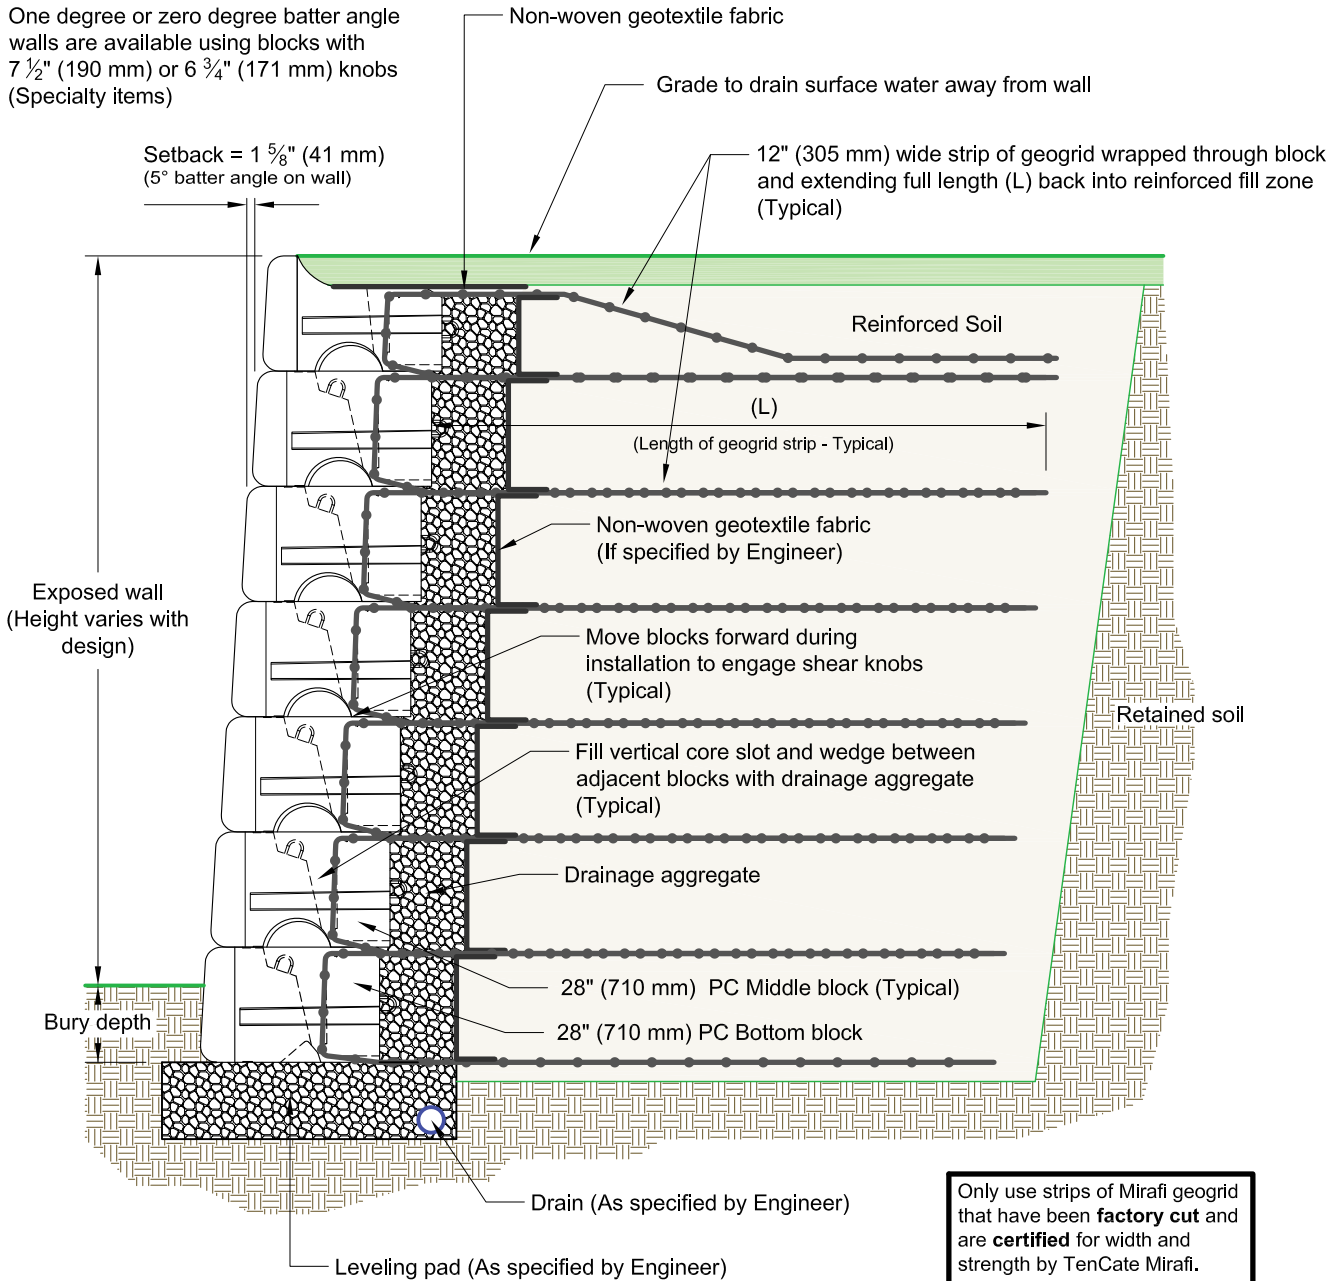 One degree or zero degree batter angle
walls are available using blocks with
7 ½" (190 mm) or 6 ¾" (171 mm) knobs
(Specialty items)
Non-woven geotextile fabric
Grade to drain surface water away from wall
Setback = 1 ⅝" (41 mm)
(5° batter angle on wall)
12" (305 mm) wide strip of geogrid wrapped through block
and extending full length (L) back into reinforced fill zone
(Typical)
Reinforced Soil
(L)
(Length of geogrid strip - Typical)
Non-woven geotextile fabric
(If specified by Engineer)
Exposed wall
(Height varies with
design)
Move blocks forward during
installation to engage shear knobs
(Typical)
Retained soil
Fill vertical core slot and wedge between
adjacent blocks with drainage aggregate
(Typical)
Drainage aggregate
28" (710 mm) PC Middle block (Typical)
Bury depth
28" (710 mm) PC Bottom block
Drain (As specified by Engineer)
Leveling pad (As specified by Engineer)
Only use strips of Mirafi geogrid
that have been factory cut and
are certified for width and
strength by TenCate Mirafi.